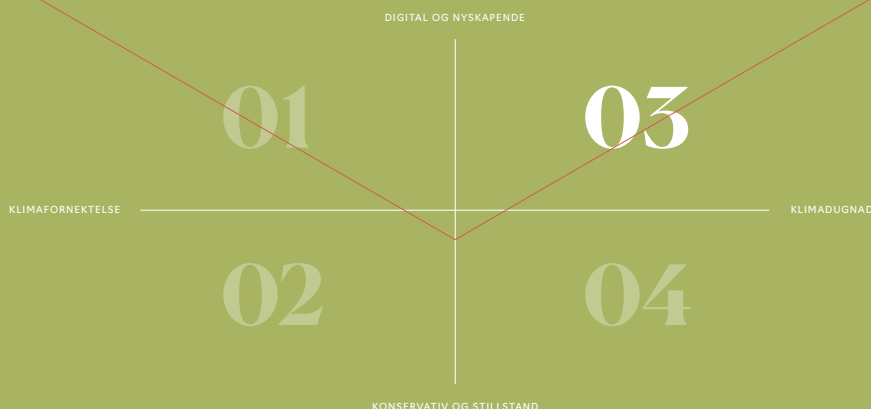 DIGITAL OG NYSKAPENDE
01
03
KLIMAFORNEKTELSE
KLIMADUGNAD
02
04
KONSERVATIV OG STILLSTAND